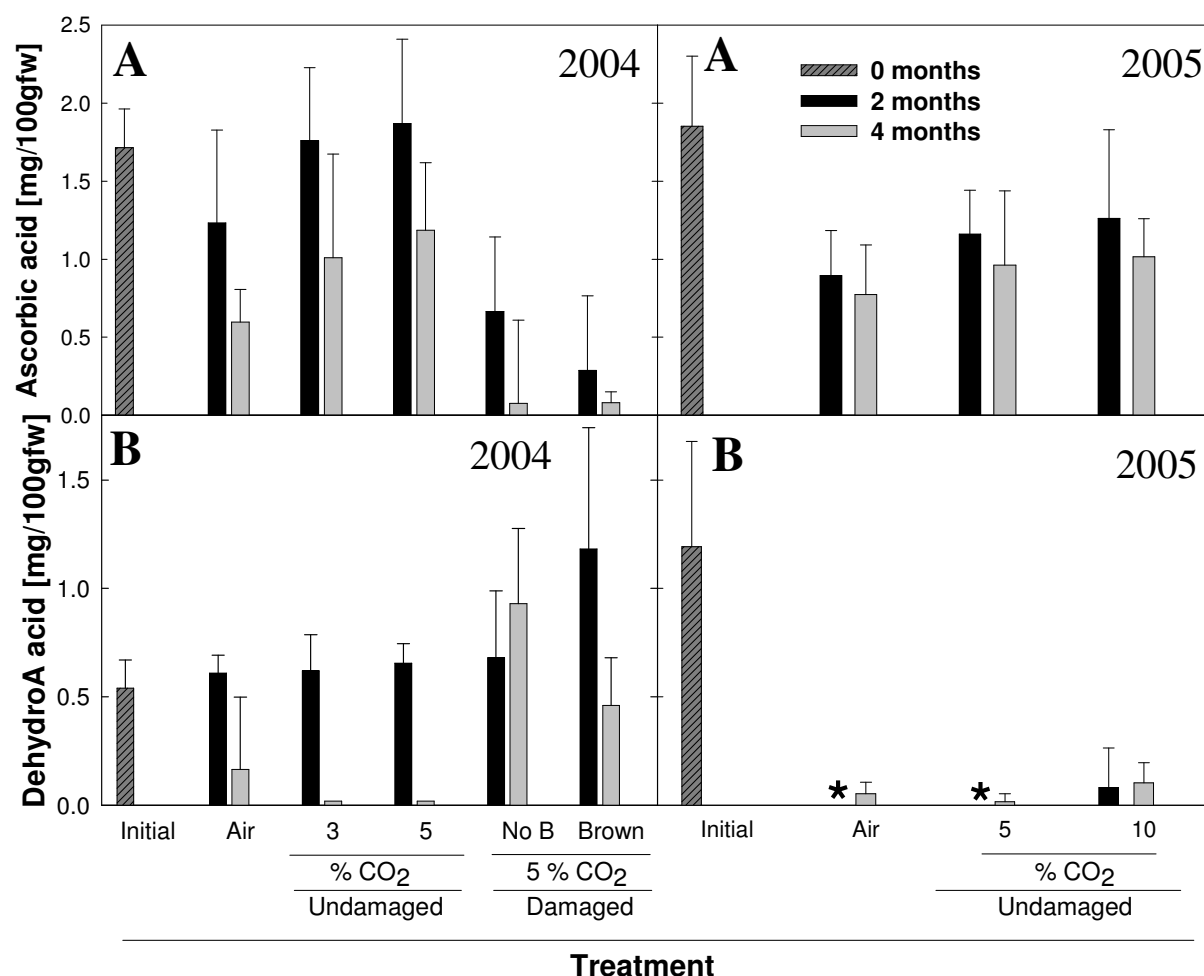 Ascorbic acid [mg/100gfw]
2.5
2.0
1.5
1.0
0.5
0.0
A
2004
A
2005
0 months
2 months
4 months
DehydroA acid [mg/100gfw]
1.5
1.0
0.5
0.0
B
2004
B
2005
* *
Initial Air 3 5 No B Brown Initial Air 5 10
% CO2 5 % CO2 % CO2
Undamaged Damaged Undamaged
Treatment